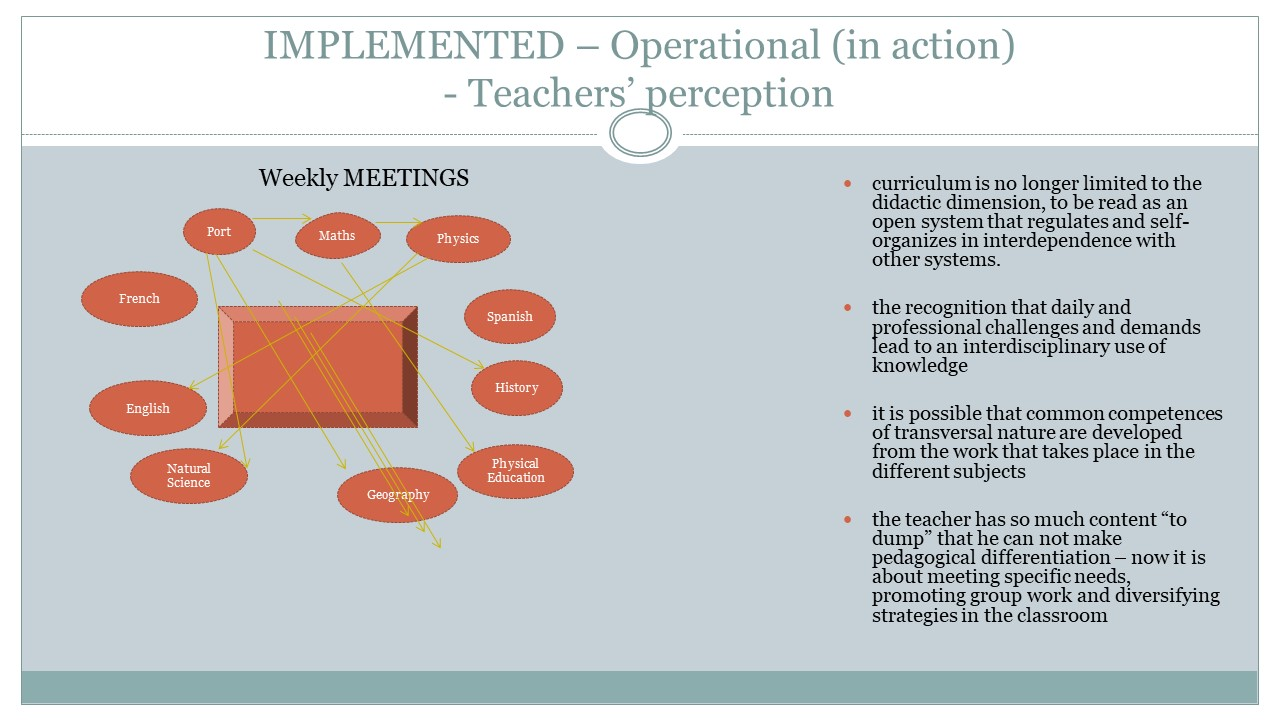 IMPLEMENTED – Operational (in action)
- Teachers’ perception
Weekly MEETINGS
Port
Maths
Physics
French
Spanish
History
English
Natural
Science
Geography
Physical
Education
curriculum is no longer limited to the
didactic dimension, to be read as an
open system that regulates and self-
organizes in interdependence with
other systems.
the recognition that daily and
professional challenges and demands
lead to an interdisciplinary use of
knowledge
it is possible that common competences
of transversal nature are developed
from the work that takes place in the
different subjects
the teacher has so much content “to
dump” that he can not make
pedagogical differentiation – now it is
about meeting specific needs,
promoting group work and diversifying
strategies in the classroom